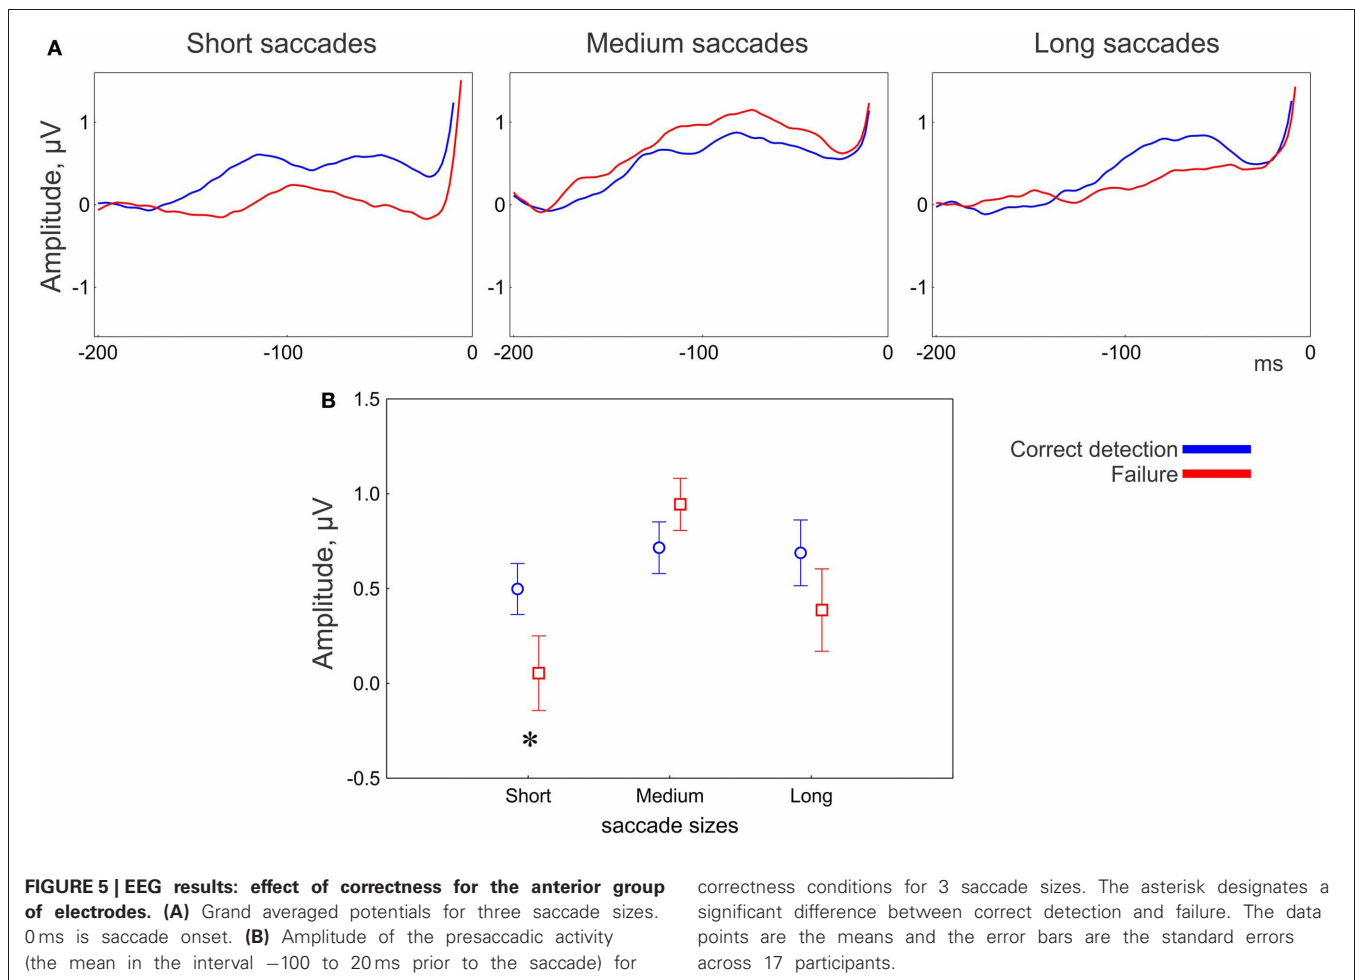 A
Short saccades
Medium saccades
Long saccades
Amplitude, µV
1
0
-1
-200
-100
0
1
0
-1
-200
-100
0
1
0
-1
-200
-100
0
ms
B
Amplitude, µV
1.5
1.0
0.5
0.0
-0.5
*
Short
Medium
Long
saccade sizes
Correct detection
Failure
FIGURE 5 | EEG results: effect of correctness for the anterior group
of electrodes. (A) Grand averaged potentials for three saccade sizes.
0 ms is saccade onset. (B) Amplitude of the presaccadic activity
(the mean in the interval −100 to 20 ms prior to the saccade) for
correctness conditions for 3 saccade sizes. The asterisk designates a
significant difference between correct detection and failure. The data
points are the means and the error bars are the standard errors
across 17 participants.